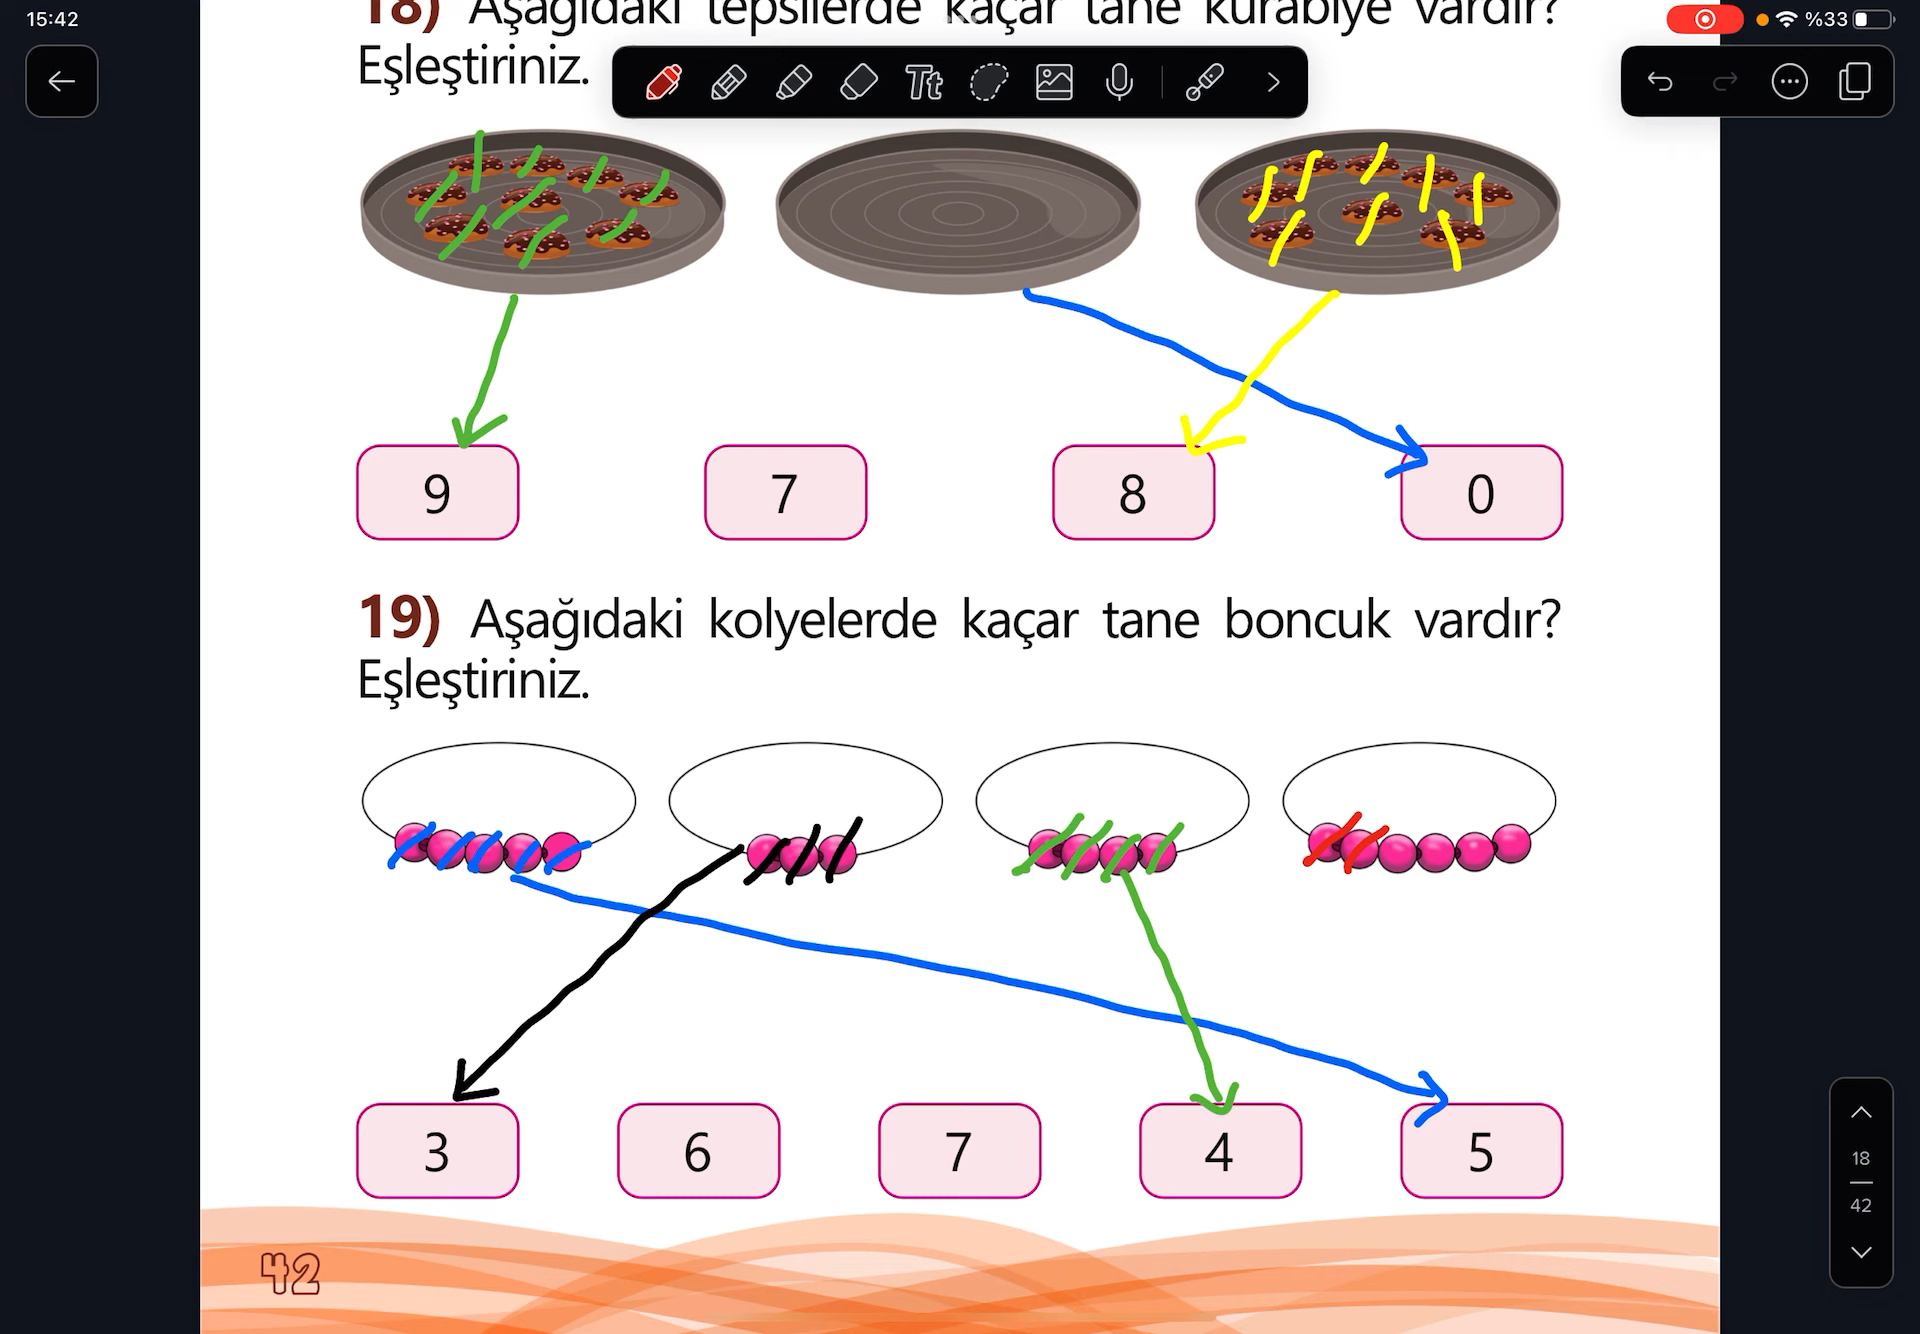 15:42
%33
18) Aşağıdaki tepsilerde kaçar tane kurabiye vardır?
Eşleştiriniz.
Tt
9 7 8 0
19) Aşağıdaki kolyelerde kaçar tane boncuk vardır?
Eşleştiriniz.
3 6 7 4 5
18
42
42